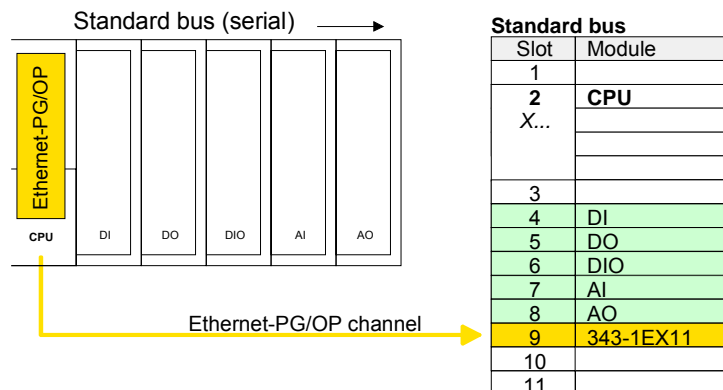 Standard bus (serial)
Ethernet-PG/OP
CPU
DI
DO
DIO
AI
AO
Ethernet-PG/OP channel
Standard bus
Slot Module
1
2 CPU
X...
3
4 DI
5 DO
6 DIO
7 AI
8 AO
9 343-1EX11
10
11